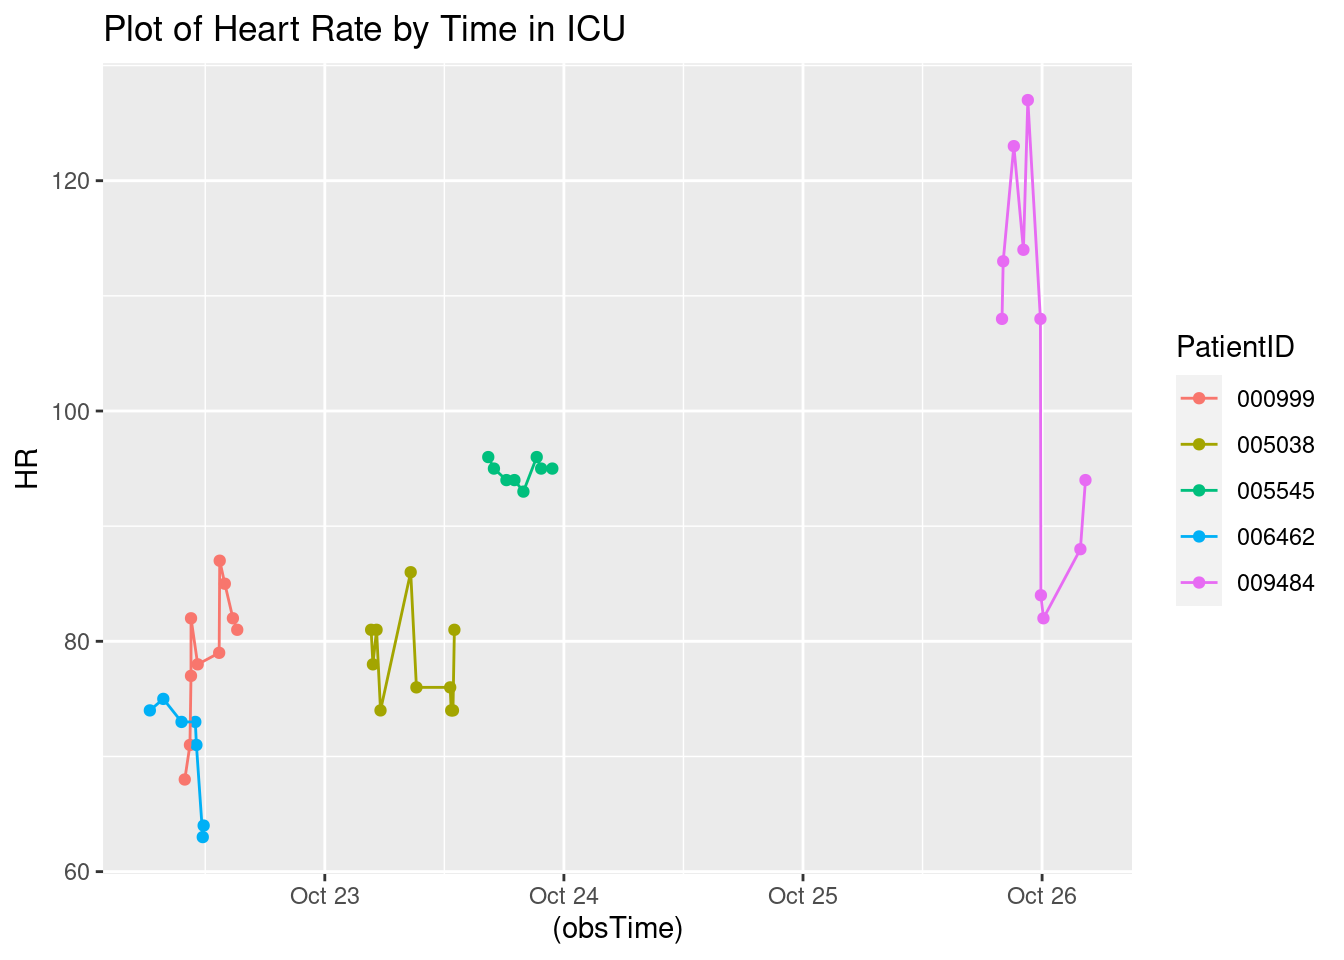 Plot of Heart Rate by Time in ICU
120
100
80
60
HR
Oct 23
Oct 24
Oct 25
Oct 26
(obsTime)
PatientID
000999
005038
005545
006462
009484